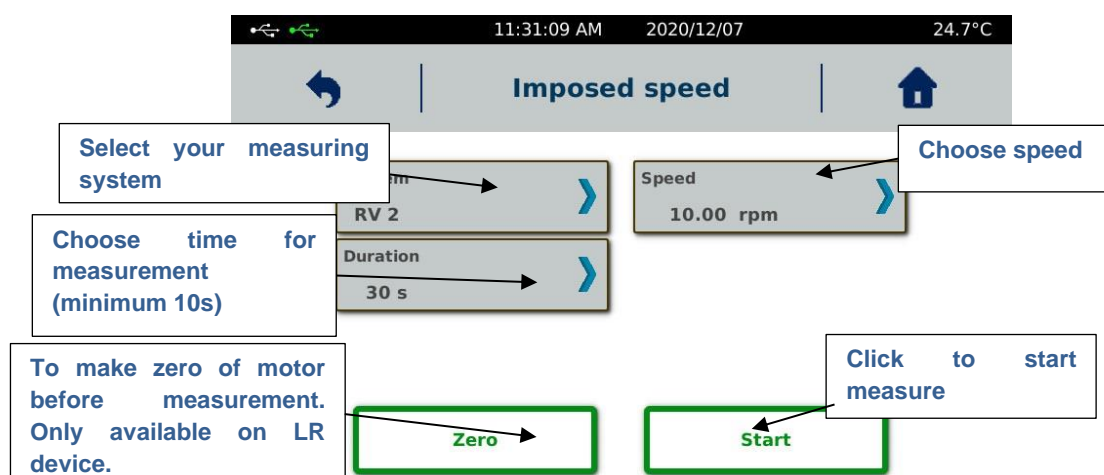 11:31:09 AM 2020/12/07 24.7°C
Imposed speed
Select your measuring
system
Choose speed
RV 2
Speed
10.00 rpm
Choose time for
measurement
(minimum 10s)
Duration
30 s
To make zero of motor
before measurement.
Only available on LR
device.
Click to start
measure
Zero
Start